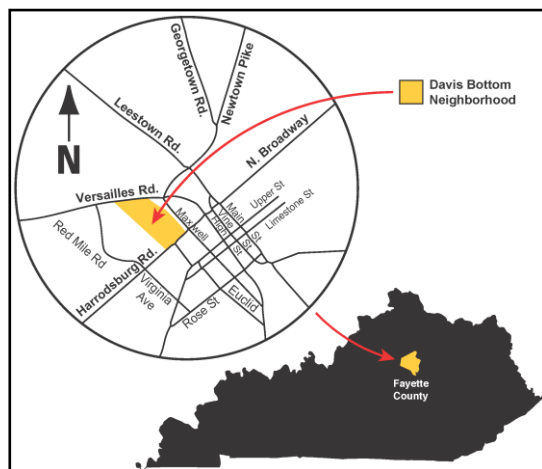 Georgetown Rd.
Newtown Pike
Davis Bottom
Neighborhood
Leestown Rd.
N
N. Broadway
Versailles Rd.
Upper St
Limestone St
Main St
Vine St
High St
Maxwell
Red Mile Rd
Harrodsburg Rd.
Virginia
Ave
Rose St
Euclid
Fayette
County